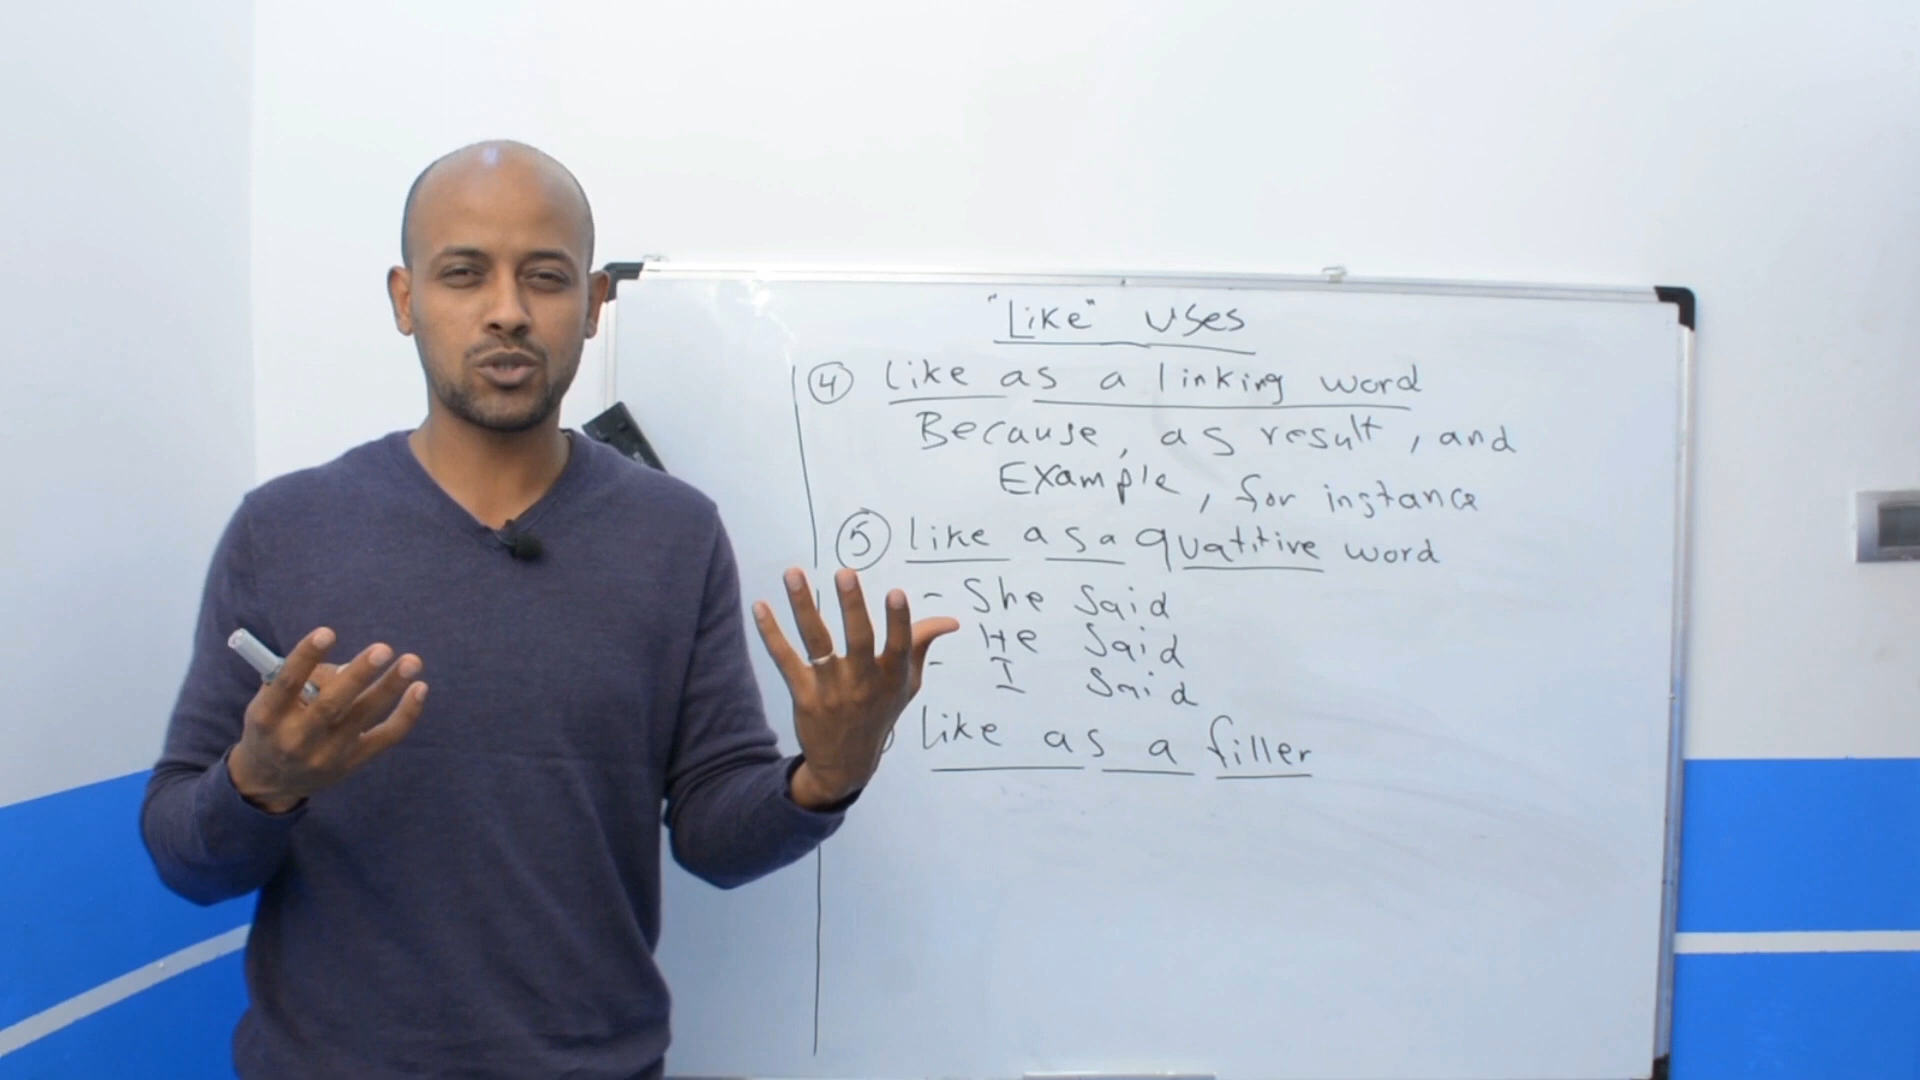 "Like" uses
④ like as a linking word
Because, as result, and
Example, for instance
⑤ like as a quatitive word
- She Said
He Said
- I Said
like as a filler